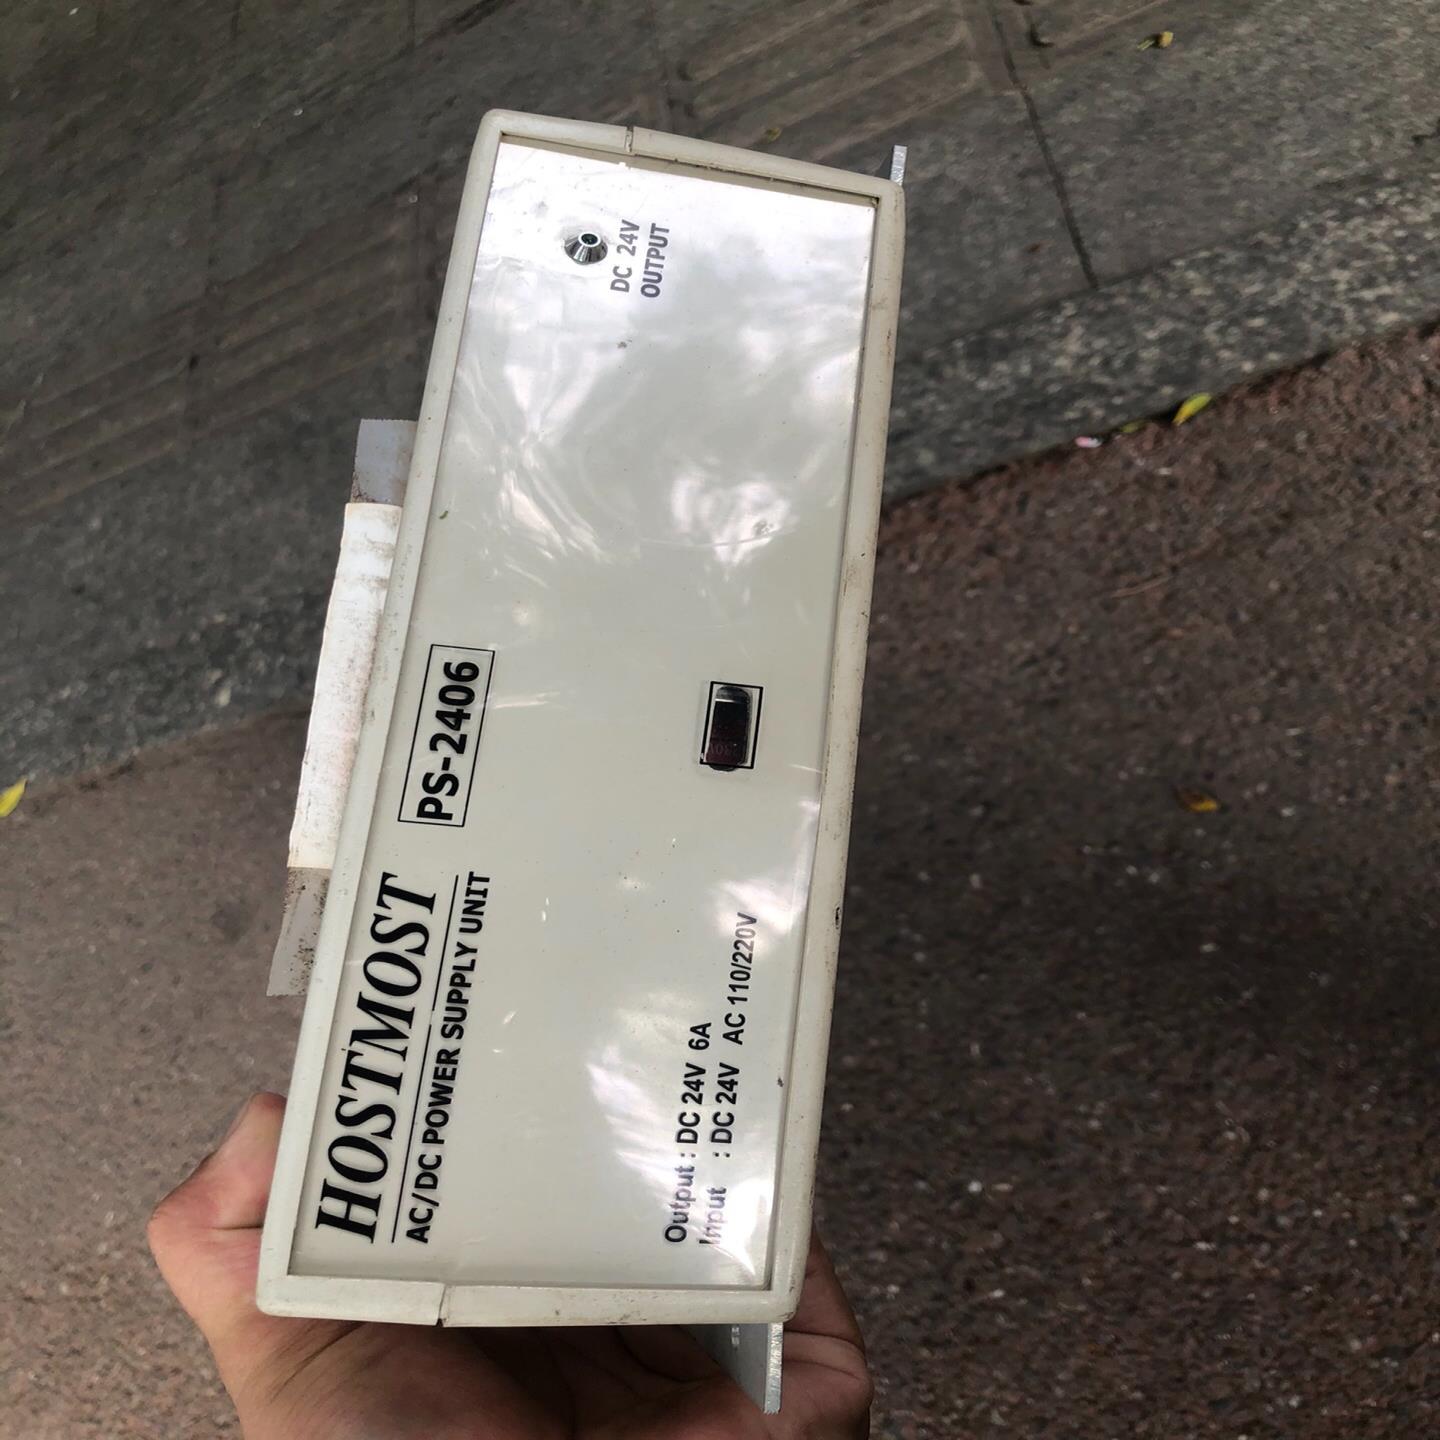 HOSTMOST
AC/DC POWER SUPPLY UNIT
PS-2406
DC 24V
OUTPUT
Output : DC 24V 6A
Input : DC 24V AC 110/220V